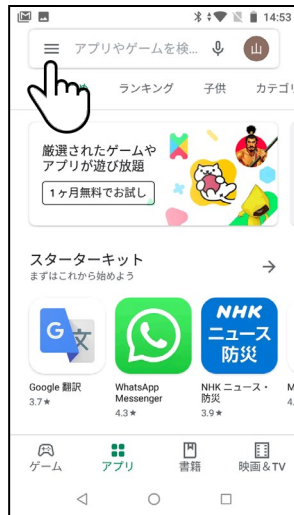 14:53
アプリやゲームを検...
山
ランキング
子供
カテゴリ
厳選されたゲームや
アプリが遊び放題
1ヶ月無料でお試し
スターターキット
まずはこれから始めよう
G 文
NHK
ニュース
防災
Google 翻訳
3.7★
WhatsApp
Messenger
4.3★
NHK ニュース・
防災
3.9★
M
4.
ゲーム
アプリ
書籍
映画&TV